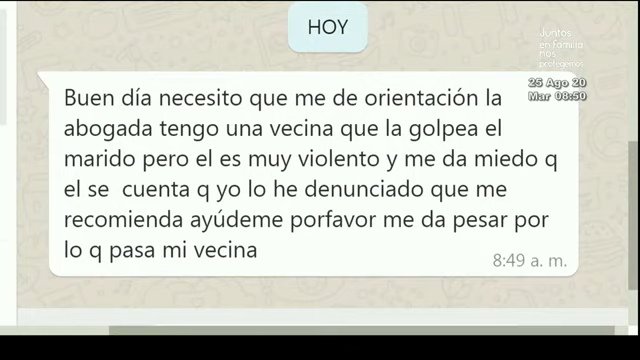 HOY
Juntos
en familia
nos
protegemos
25 Ago 20
Mar 08:50
Buen día necesito que me de orientación la
abogada tengo una vecina que la golpea el
marido pero el es muy violento y me da miedo q
el se cuenta q yo lo he denunciado que me
recomienda ayúdeme porfavor me da pesar por
lo q pasa mi vecina
8:49 a. m.